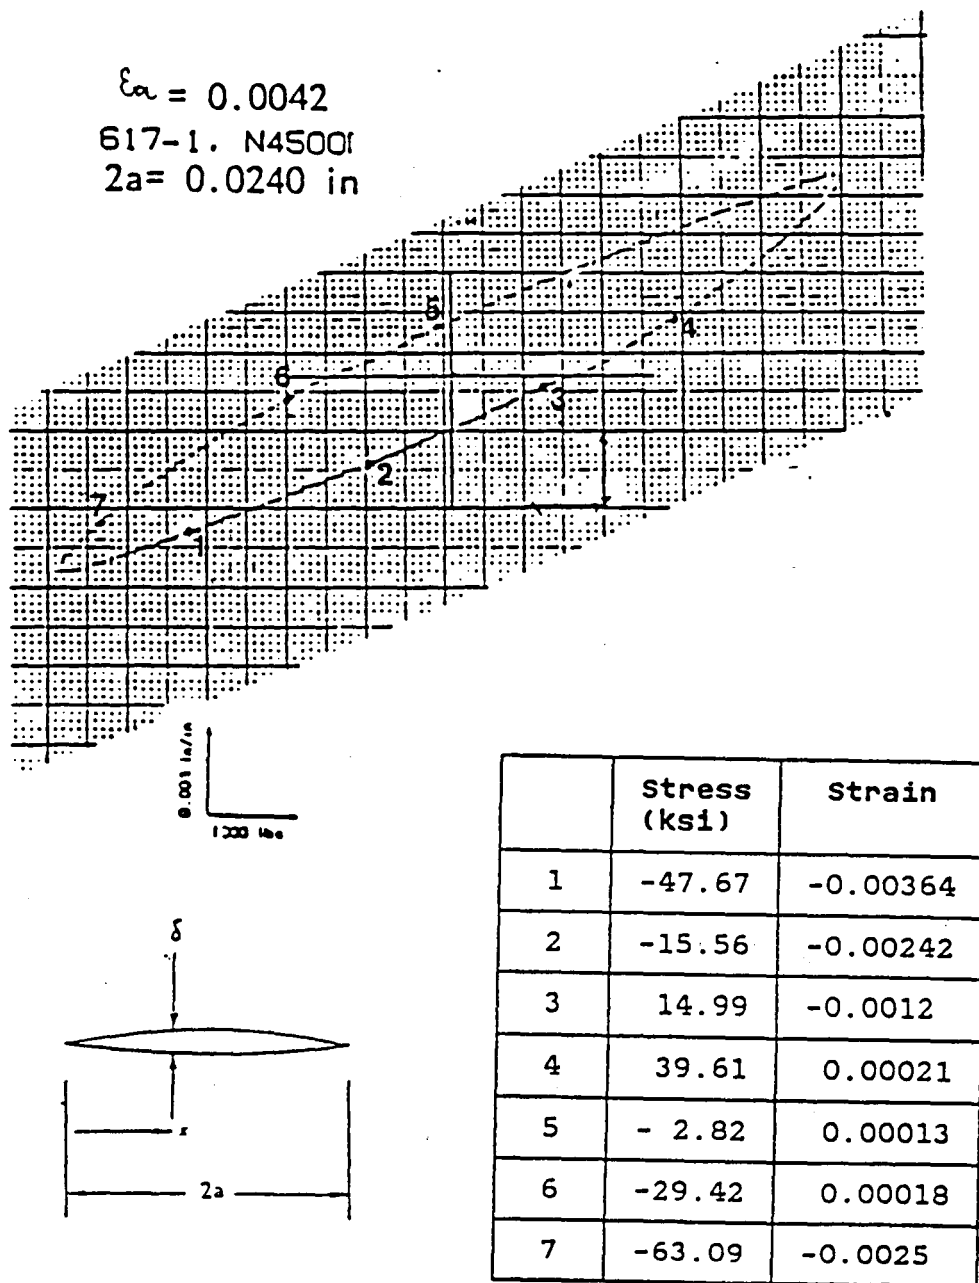 εa = 0.0042
617-1. N4500
2a= 0.0240 in
5
4
6
3
2
7
1
0.001 in/in
1000 lbs
Stress (ksi) Strain
1 -47.67 -0.00364
2 -15.56 -0.00242
3 14.99 -0.0012
4 39.61 0.00021
5 - 2.82 0.00013
6 -29.42 0.00018
7 -63.09 -0.0025
δ
x
2a